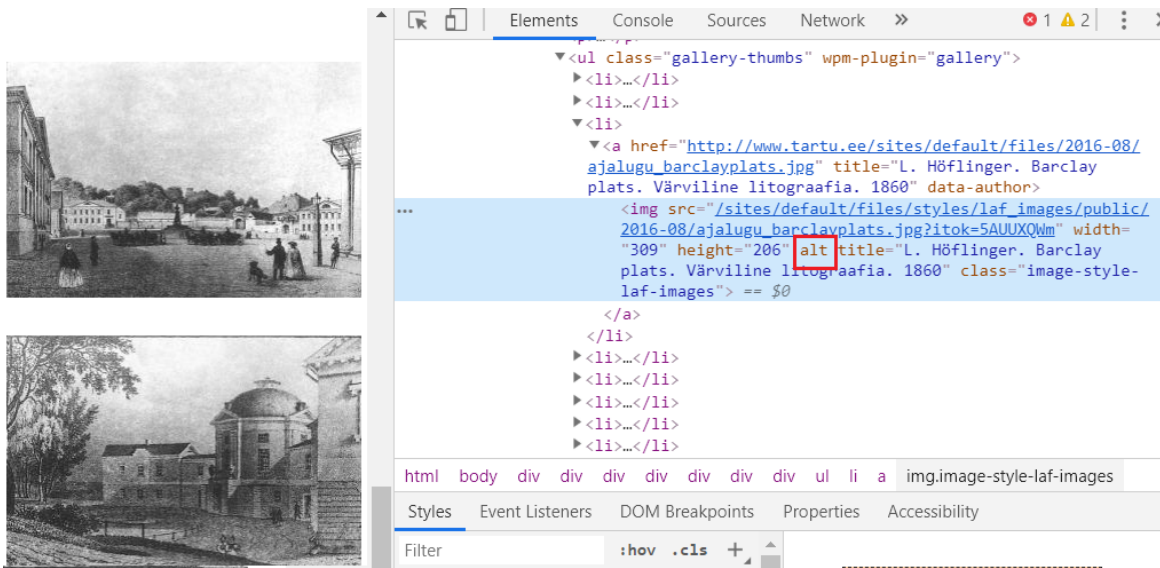 Elements Console Sources Network » 1 2
▼<ul class="gallery-thumbs" wpm-plugin="gallery">
▶<li>…</li>
▶<li>…</li>
▼<li>
▼<a href="http://www.tartu.ee/sites/default/files/2016-08/
ajalugu_barclayplats.jpg" title="L. Höflinger. Barclay
plats. Värviline litograafia. 1860" data-author>
… <img src="/sites/default/files/styles/laf_images/public/
2016-08/ajalugu_barclayplats.jpg?itok=5AUUXQWm" width=
"309" height="206" alt title="L. Höflinger. Barclay
plats. Värviline litograafia. 1860" class="image-style-
laf-images"> == $0
</a>
</li>
▶<li>…</li>
▶<li>…</li>
▶<li>…</li>
▶<li>…</li>
▶<li>…</li>
html body div div div div div div div ul li a img.image-style-laf-images
Styles Event Listeners DOM Breakpoints Properties Accessibility
Filter :hov .cls +